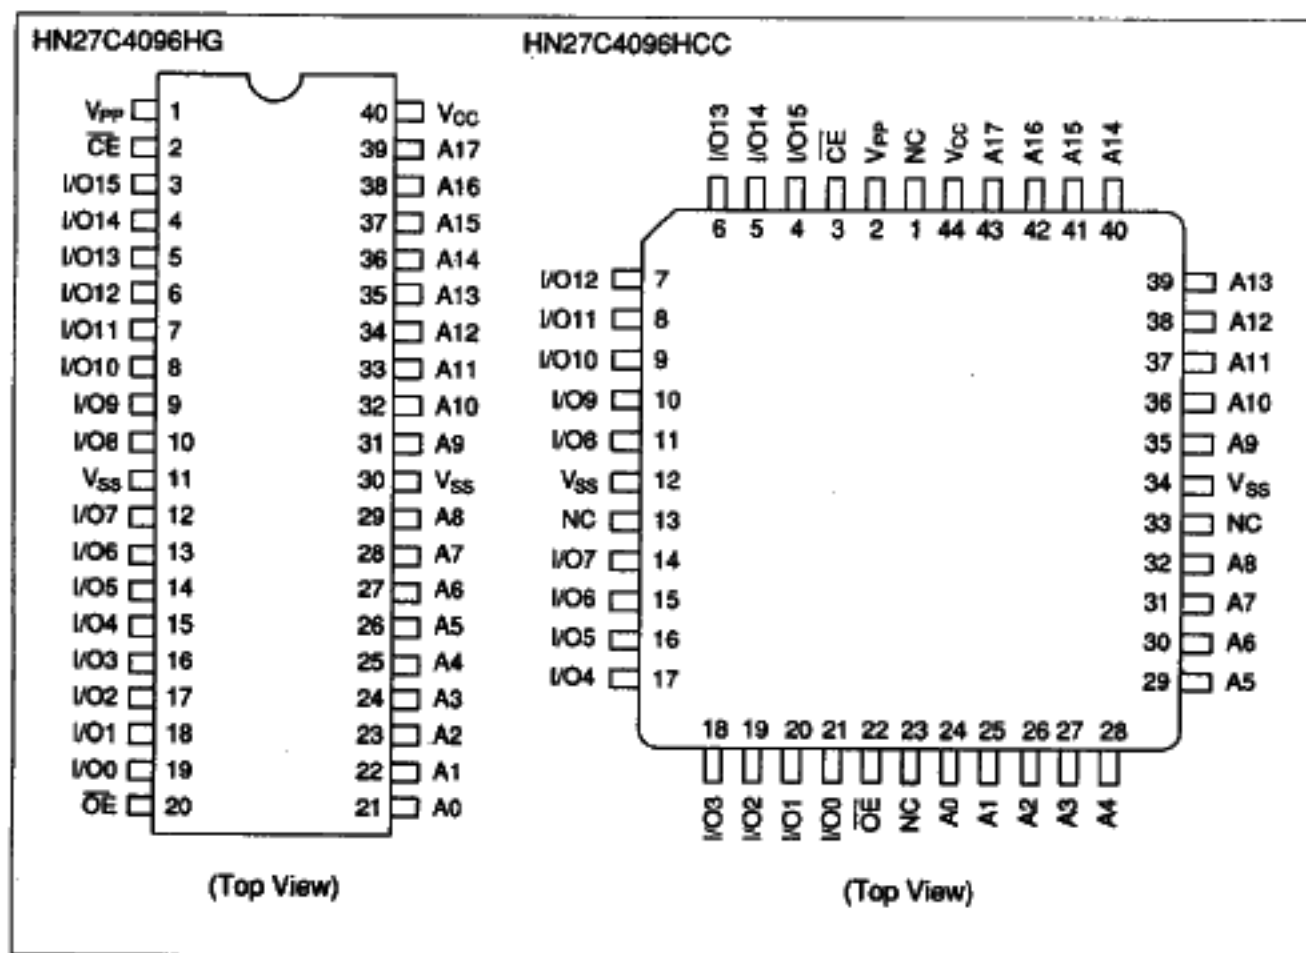 HN27C4096HG
VPP 1 40 VCC
CE 2 39 A17
I/O15 3 38 A16
I/O14 4 37 A15
I/O13 5 36 A14
I/O12 6 35 A13
I/O11 7 34 A12
I/O10 8 33 A11
I/O9 9 32 A10
I/O8 10 31 A9
VSS 11 30 VSS
I/O7 12 29 A8
I/O6 13 28 A7
I/O5 14 27 A6
I/O4 15 26 A5
I/O3 16 25 A4
I/O2 17 24 A3
I/O1 18 23 A2
I/O0 19 22 A1
OE 20 21 A0
(Top View)
HN27C4096HCC
I/O13 I/O14 I/O15 CE VPP NC VCC A17 A16 A15 A14
6 5 4 3 2 1 44 43 42 41 40
I/O12 7 39 A13
I/O11 8 38 A12
I/O10 9 37 A11
I/O9 10 36 A10
I/O8 11 35 A9
VSS 12 34 VSS
NC 13 33 NC
I/O7 14 32 A8
I/O6 15 31 A7
I/O5 16 30 A6
I/O4 17 29 A5
18 19 20 21 22 23 24 25 26 27 28
I/O3 I/O2 I/O1 I/O0 OE NC A0 A1 A2 A3 A4
(Top View)